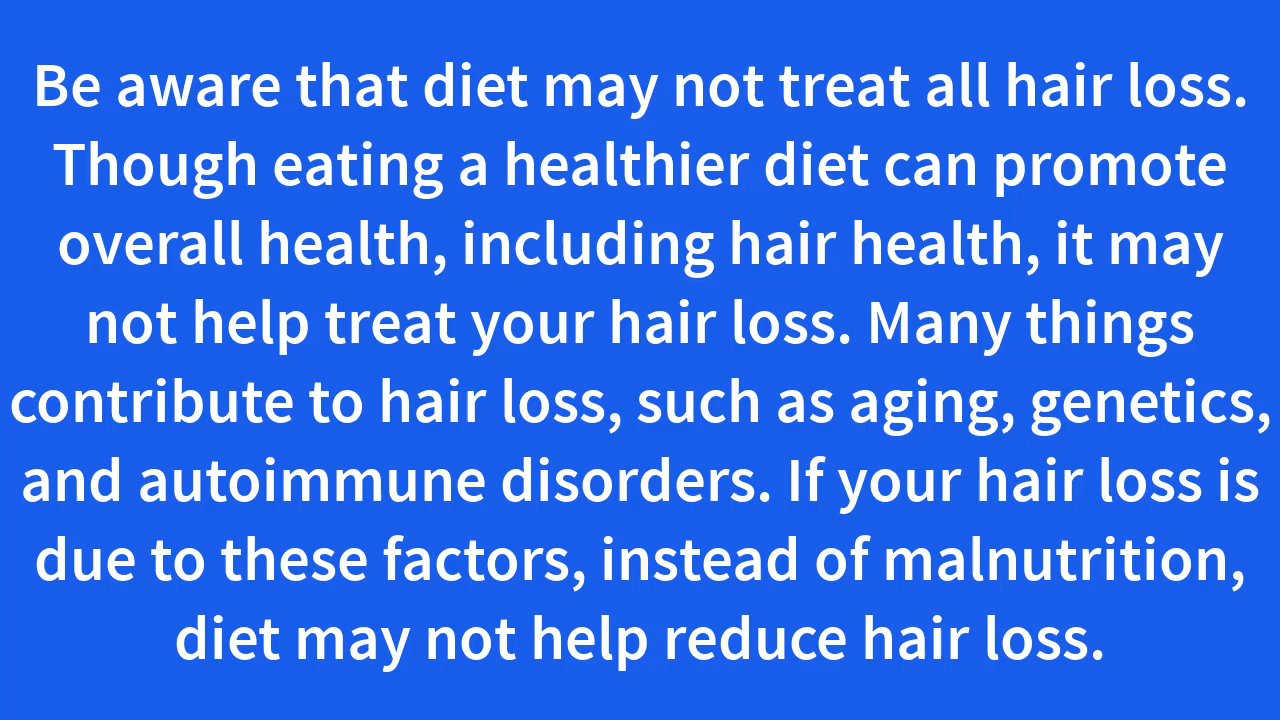 Be aware that diet may not treat all hair loss.
Though eating a healthier diet can promote
overall health, including hair health, it may
not help treat your hair loss. Many things
contribute to hair loss, such as aging, genetics,
and autoimmune disorders. If your hair loss is
due to these factors, instead of malnutrition,
diet may not help reduce hair loss.